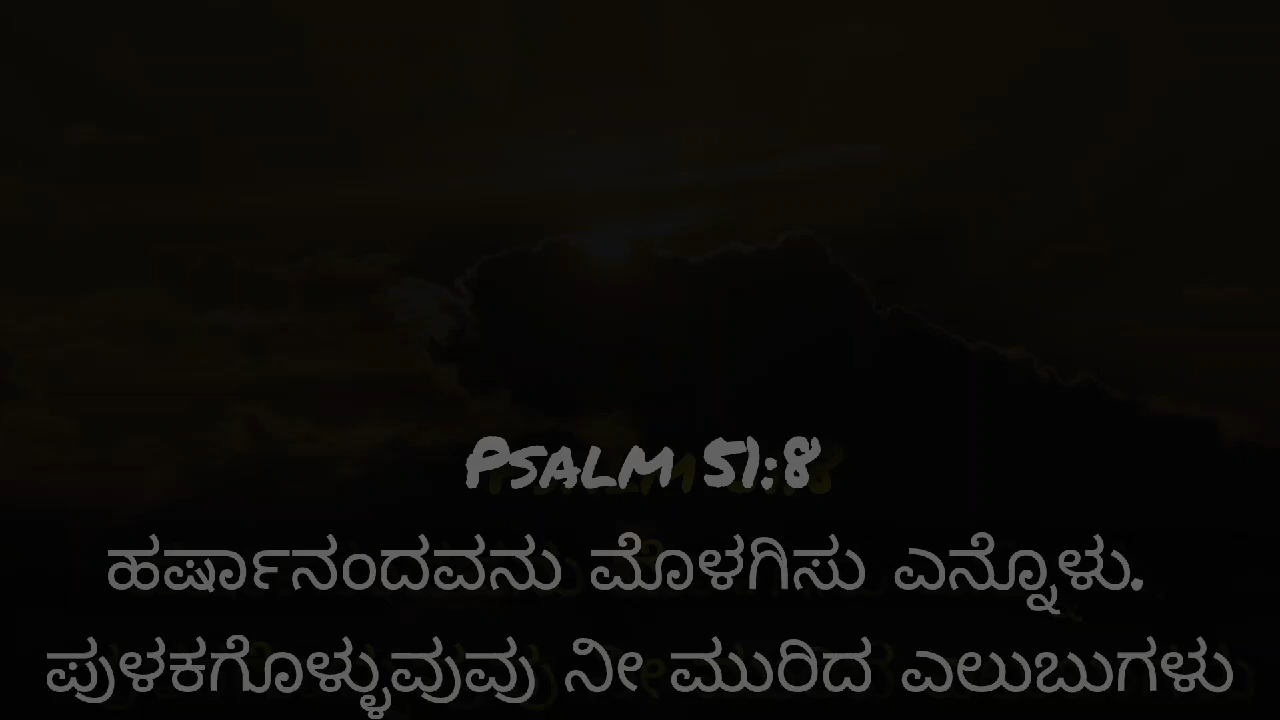 Psalm 51:8
ಹರ್ಷಾನಂದವನು ಮೊಳಗಿಸು ಎನ್ನೊಳು.
ಪುಳಕಗೊಳ್ಳುವುವು ನೀ ಮುರಿದ ಎಲುಬುಗಳು